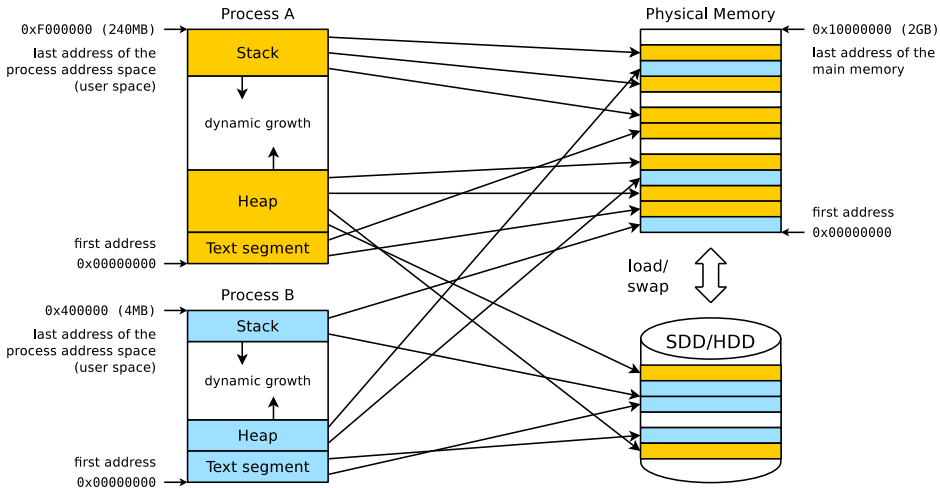 Process A
0xF000000 (240MB)
last address of the
process address space
(user space)
Stack
dynamic growth
Heap
Text segment
first address
0x00000000
Process B
0x400000 (4MB)
last address of the
process address space
(user space)
Stack
dynamic growth
Heap
Text segment
first address
0x00000000
Physical Memory
0x10000000 (2GB)
last address of the
main memory
first address
0x00000000
load/
swap
SDD/HDD